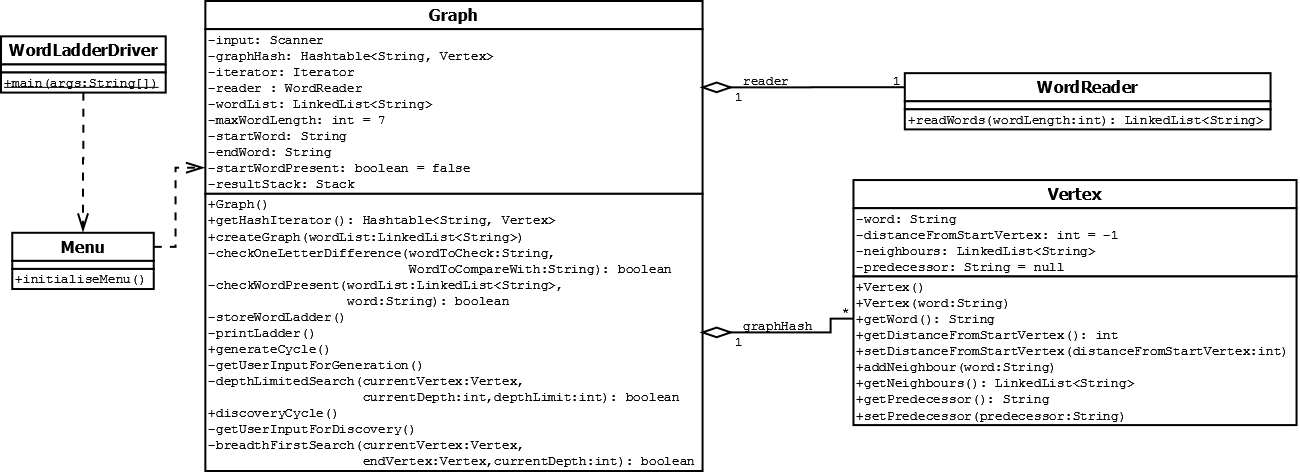 WordLadderDriver
+main(args:String[])
Menu
+initialiseMenu()
Graph
-input: Scanner
-graphHash: Hashtable<String, Vertex>
-iterator: Iterator
-reader : WordReader
-wordList: LinkedList<String>
-maxWordLength: int = 7
-startWord: String
-endWord: String
-startWordPresent: boolean = false
-resultStack: Stack
+Graph()
+getHashIterator(): Hashtable<String, Vertex>
+createGraph(wordList:LinkedList<String>)
-checkOneLetterDifference(wordToCheck:String,
WordToCompareWith:String): boolean
-checkWordPresent(wordList:LinkedList<String>,
word:String): boolean
-storeWordLadder()
-printLadder()
+generateCycle()
-getUserInputForGeneration()
-depthLimitedSearch(currentVertex:Vertex,
currentDepth:int,depthLimit:int): boolean
+discoveryCycle()
-getUserInputForDiscovery()
-breadthFirstSearch(currentVertex:Vertex,
endVertex:Vertex,currentDepth:int): boolean
reader
1
1
WordReader
+readWords(wordLength:int): LinkedList<String>
graphHash
1
*
Vertex
-word: String
-distanceFromStartVertex: int = -1
-neighbours: LinkedList<String>
-predecessor: String = null
+Vertex()
+Vertex(word:String)
+getWord(): String
+getDistanceFromStartVertex(): int
+setDistanceFromStartVertex(distanceFromStartVertex:int)
+addNeighbour(word:String)
+getNeighbours(): LinkedList<String>
+getPredecessor(): String
+setPredecessor(predecessor:String)